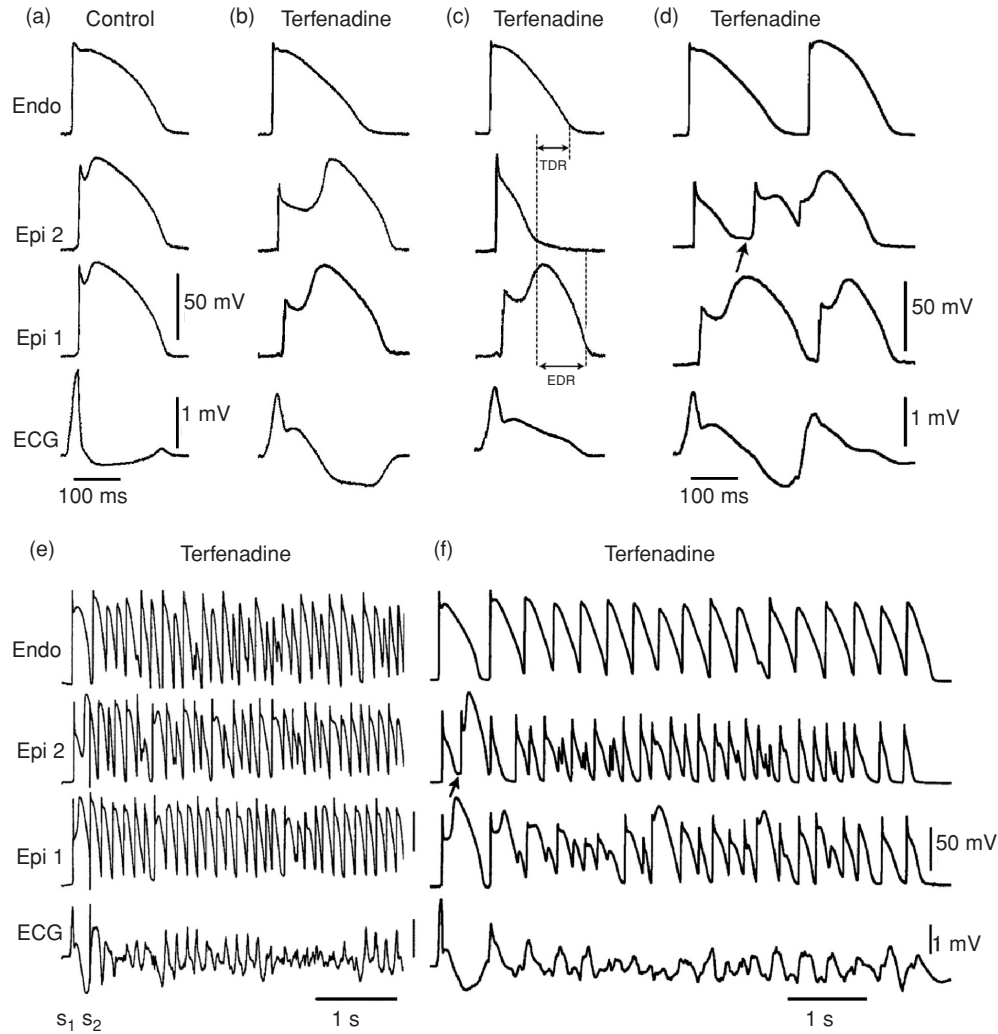 (a) Control
(b) Terfenadine
(c) Terfenadine
(d) Terfenadine
Endo
TDR
Epi 2
50 mV
50 mV
Epi 1
EDR
1 mV
1 mV
ECG
100 ms
100 ms
(e) Terfenadine
(f) Terfenadine
Endo
Epi 2
Epi 1
50 mV
ECG
1 mV
S1 S2
1 s
1 s